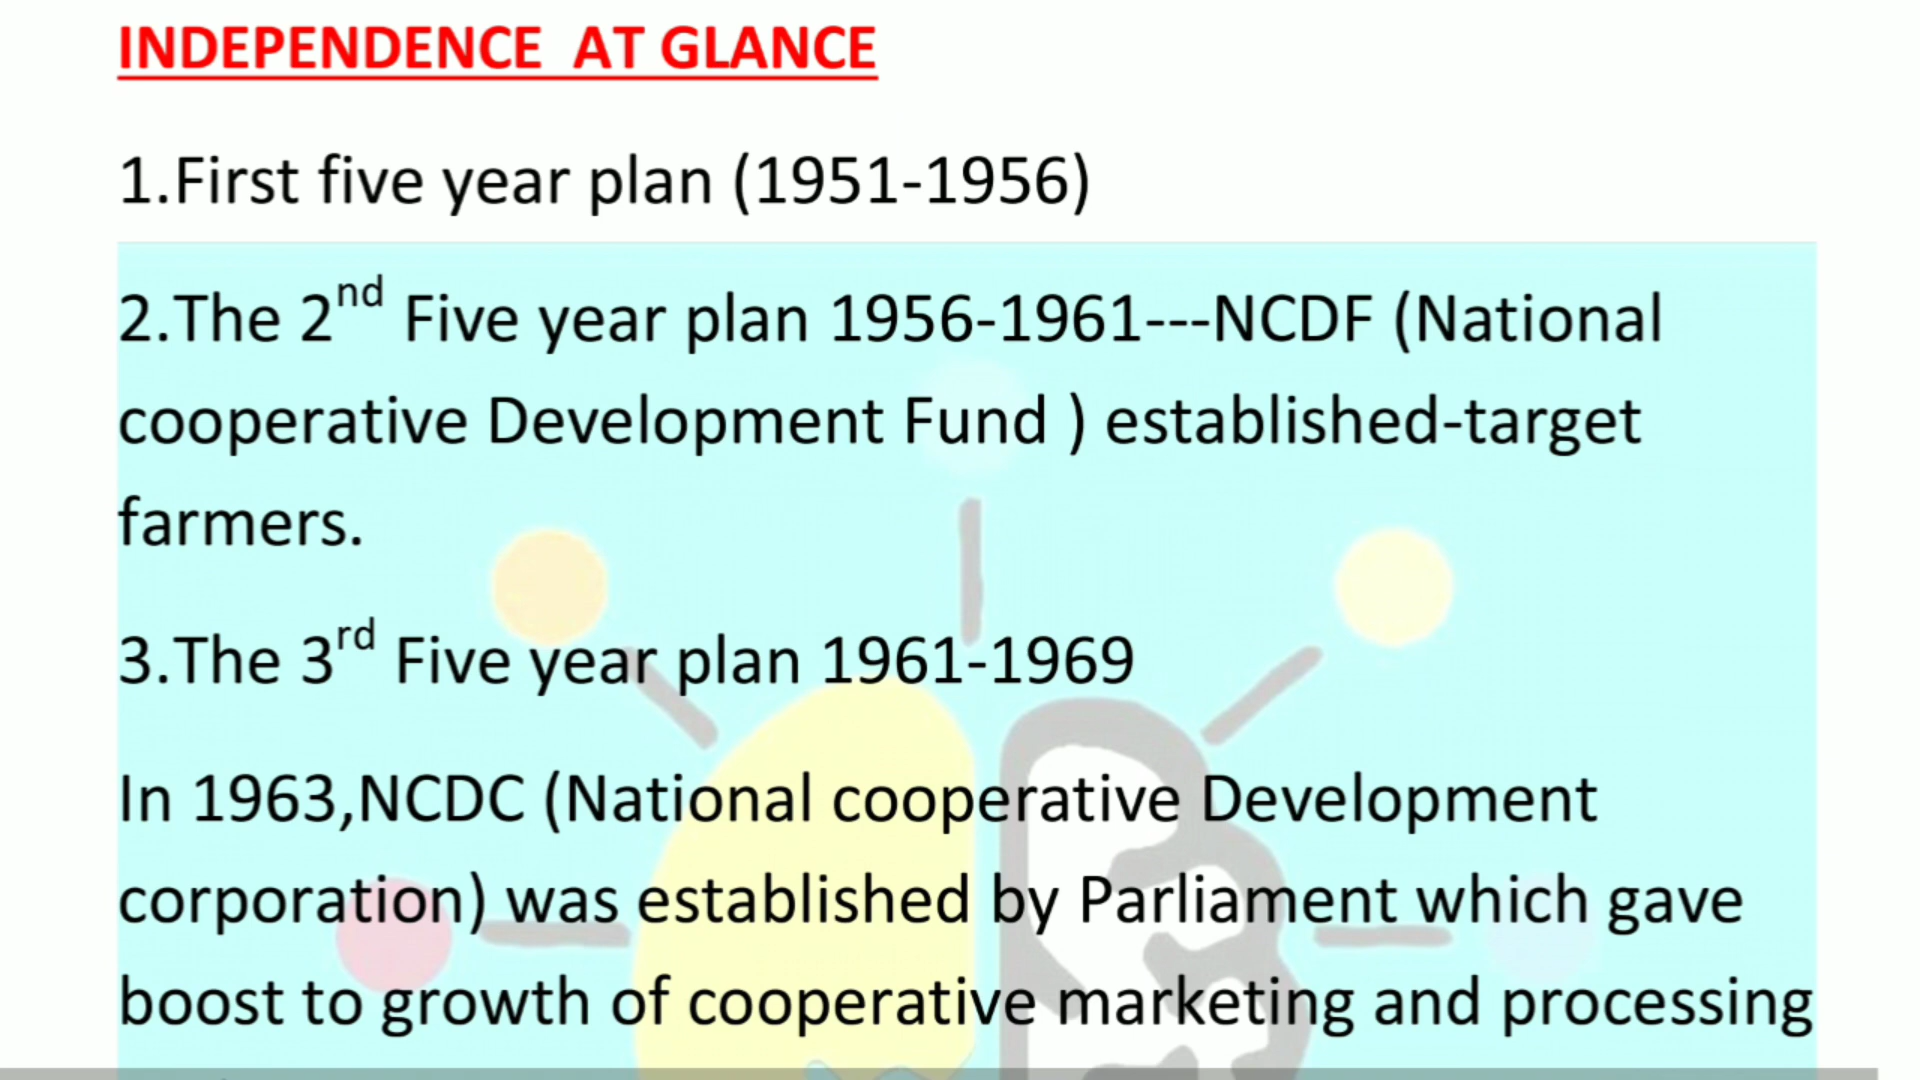 INDEPENDENCE AT GLANCE
1.First five year plan (1951-1956)
2.The 2nd Five year plan 1956-1961---NCDF (National
cooperative Development Fund ) established-target
farmers.
3.The 3rd Five year plan 1961-1969
In 1963,NCDC (National cooperative Development
corporation) was established by Parliament which gave
boost to growth of cooperative marketing and processing